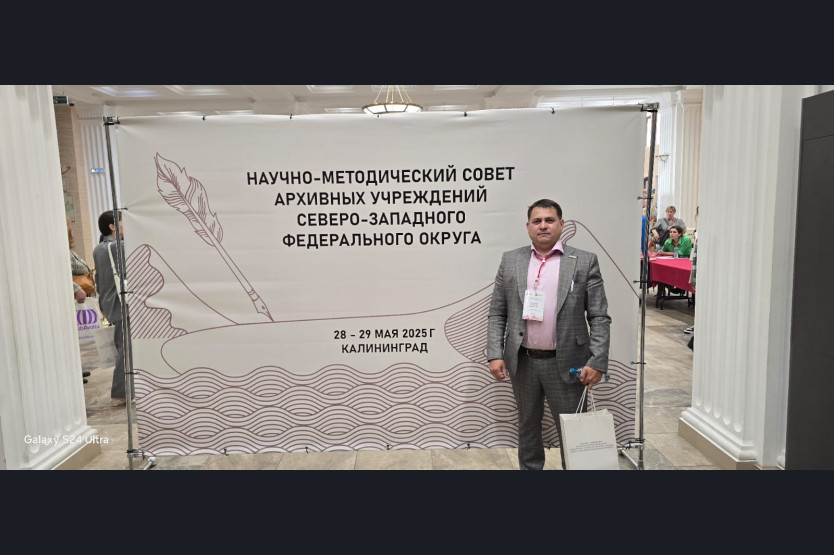 НАУЧНО-МЕТОДИЧЕСКИЙ СОВЕТ
АРХИВНЫХ УЧРЕЖДЕНИЙ
СЕВЕРО-ЗАПАДНОГО
ФЕДЕРАЛЬНОГО ОКРУГА
28 – 29 МАЯ 2025 Г
КАЛИНИНГРАД
Galaxy S24 Ultra